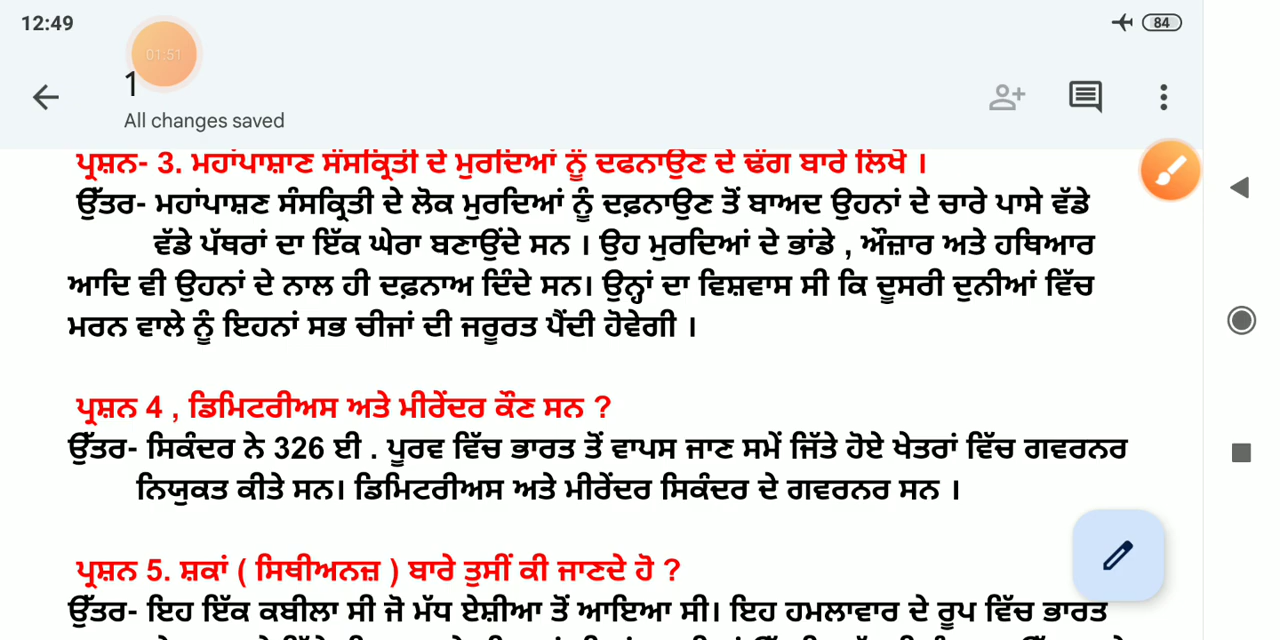 12:49
84
01:51
1
All changes saved
ਪ੍ਰਸ਼ਨ- 3. ਮਹਾਂਪਾਸ਼ਾਣ ਸੰਸਕ੍ਰਿਤੀ ਦੇ ਮੁਰਦਿਆਂ ਨੂੰ ਦਫਨਾਉਣ ਦੇ ਢੰਗ ਬਾਰੇ ਲਿਖੋ ।
ਉੱਤਰ- ਮਹਾਂਪਾਸ਼ਣ ਸੰਸਕ੍ਰਿਤੀ ਦੇ ਲੋਕ ਮੁਰਦਿਆਂ ਨੂੰ ਦਫ਼ਨਾਉਣ ਤੋਂ ਬਾਅਦ ਉਹਨਾਂ ਦੇ ਚਾਰੇ ਪਾਸੇ ਵੱਡੇ
ਵੱਡੇ ਪੱਥਰਾਂ ਦਾ ਇੱਕ ਘੇਰਾ ਬਣਾਉਂਦੇ ਸਨ । ਉਹ ਮੁਰਦਿਆਂ ਦੇ ਭਾਂਡੇ , ਔਜ਼ਾਰ ਅਤੇ ਹਥਿਆਰ
ਆਦਿ ਵੀ ਉਹਨਾਂ ਦੇ ਨਾਲ ਹੀ ਦਫ਼ਨਾਅ ਦਿੰਦੇ ਸਨ। ਉਨ੍ਹਾਂ ਦਾ ਵਿਸ਼ਵਾਸ ਸੀ ਕਿ ਦੂਸਰੀ ਦੁਨੀਆਂ ਵਿੱਚ
ਮਰਨ ਵਾਲੇ ਨੂੰ ਇਹਨਾਂ ਸਭ ਚੀਜਾਂ ਦੀ ਜਰੂਰਤ ਪੈਂਦੀ ਹੋਵੇਗੀ ।
ਪ੍ਰਸ਼ਨ 4 , ਡਿਮਿਟਰੀਅਸ ਅਤੇ ਮੀਰੇਂਦਰ ਕੌਣ ਸਨ ?
ਉੱਤਰ- ਸਿਕੰਦਰ ਨੇ 326 ਈ . ਪੂਰਵ ਵਿੱਚ ਭਾਰਤ ਤੋਂ ਵਾਪਸ ਜਾਣ ਸਮੇਂ ਜਿੱਤੇ ਹੋਏ ਖੇਤਰਾਂ ਵਿੱਚ ਗਵਰਨਰ
ਨਿਯੁਕਤ ਕੀਤੇ ਸਨ। ਡਿਮਿਟਰੀਅਸ ਅਤੇ ਮੀਰੇਂਦਰ ਸਿਕੰਦਰ ਦੇ ਗਵਰਨਰ ਸਨ ।
ਪ੍ਰਸ਼ਨ 5. ਸ਼ਕਾਂ ( ਸਿਥੀਅਨਜ਼ ) ਬਾਰੇ ਤੁਸੀਂ ਕੀ ਜਾਣਦੇ ਹੋ ?
ਉੱਤਰ- ਇਹ ਇੱਕ ਕਬੀਲਾ ਸੀ ਜੋ ਮੱਧ ਏਸ਼ੀਆ ਤੋਂ ਆਇਆ ਸੀ। ਇਹ ਹਮਲਾਵਾਰ ਦੇ ਰੂਪ ਵਿੱਚ ਭਾਰਤ